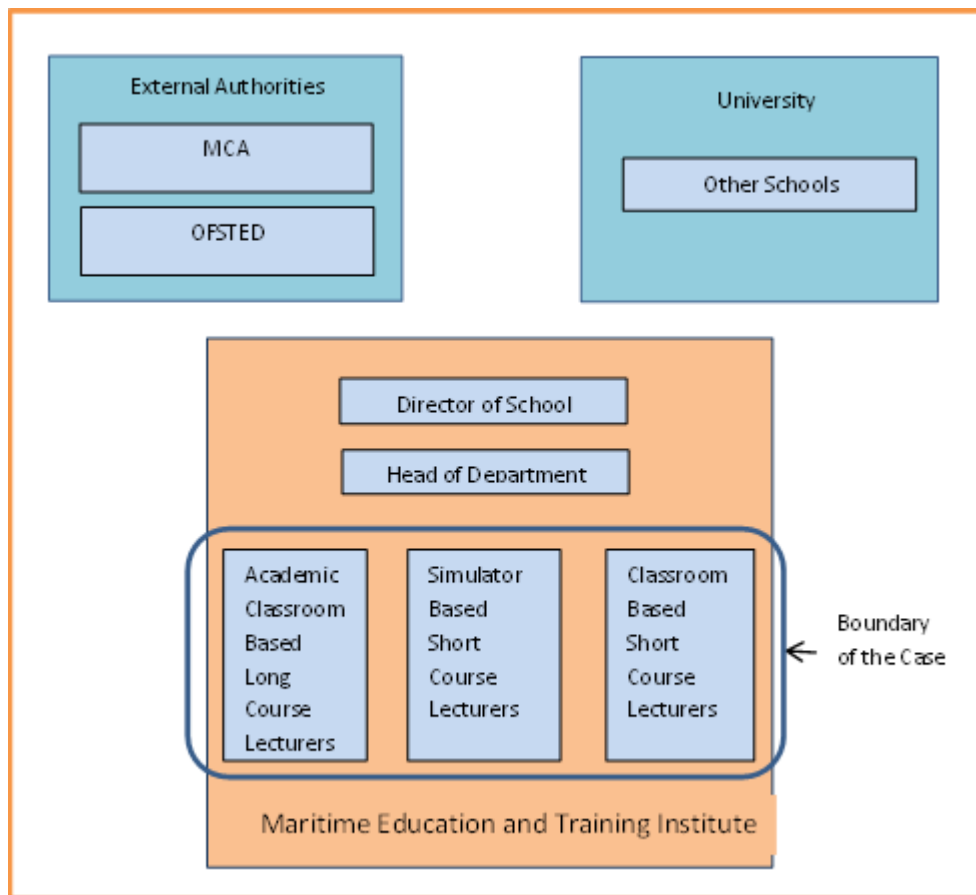 External Authorities
MCA
OFSTED
University
Other Schools
Director of School
Head of Department
Academic
Classroom
Based
Long
Course
Lecturers
Simulator
Based
Short
Course
Lecturers
Classroom
Based
Short
Course
Lecturers
Boundary
of the Case
Maritime Education and Training Institute